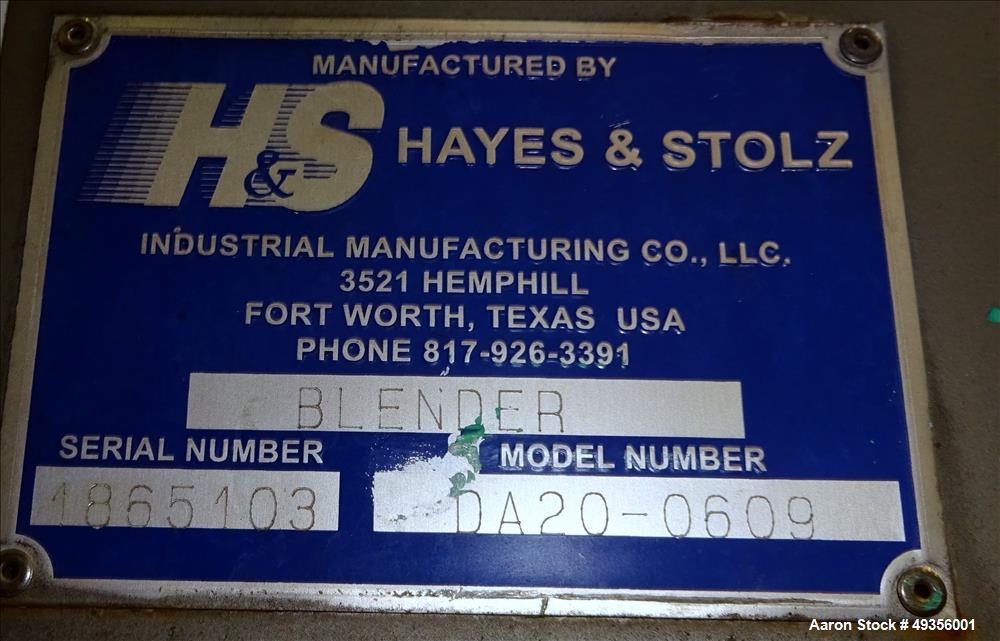 MANUFACTURED BY
H&S HAYES & STOLZ
INDUSTRIAL MANUFACTURING CO., LLC.
3521 HEMPHILL
FORT WORTH, TEXAS USA
PHONE 817-926-3391
BLENDER
SERIAL NUMBER MODEL NUMBER
1865103 DA20-0609
Aaron Stock # 49356001